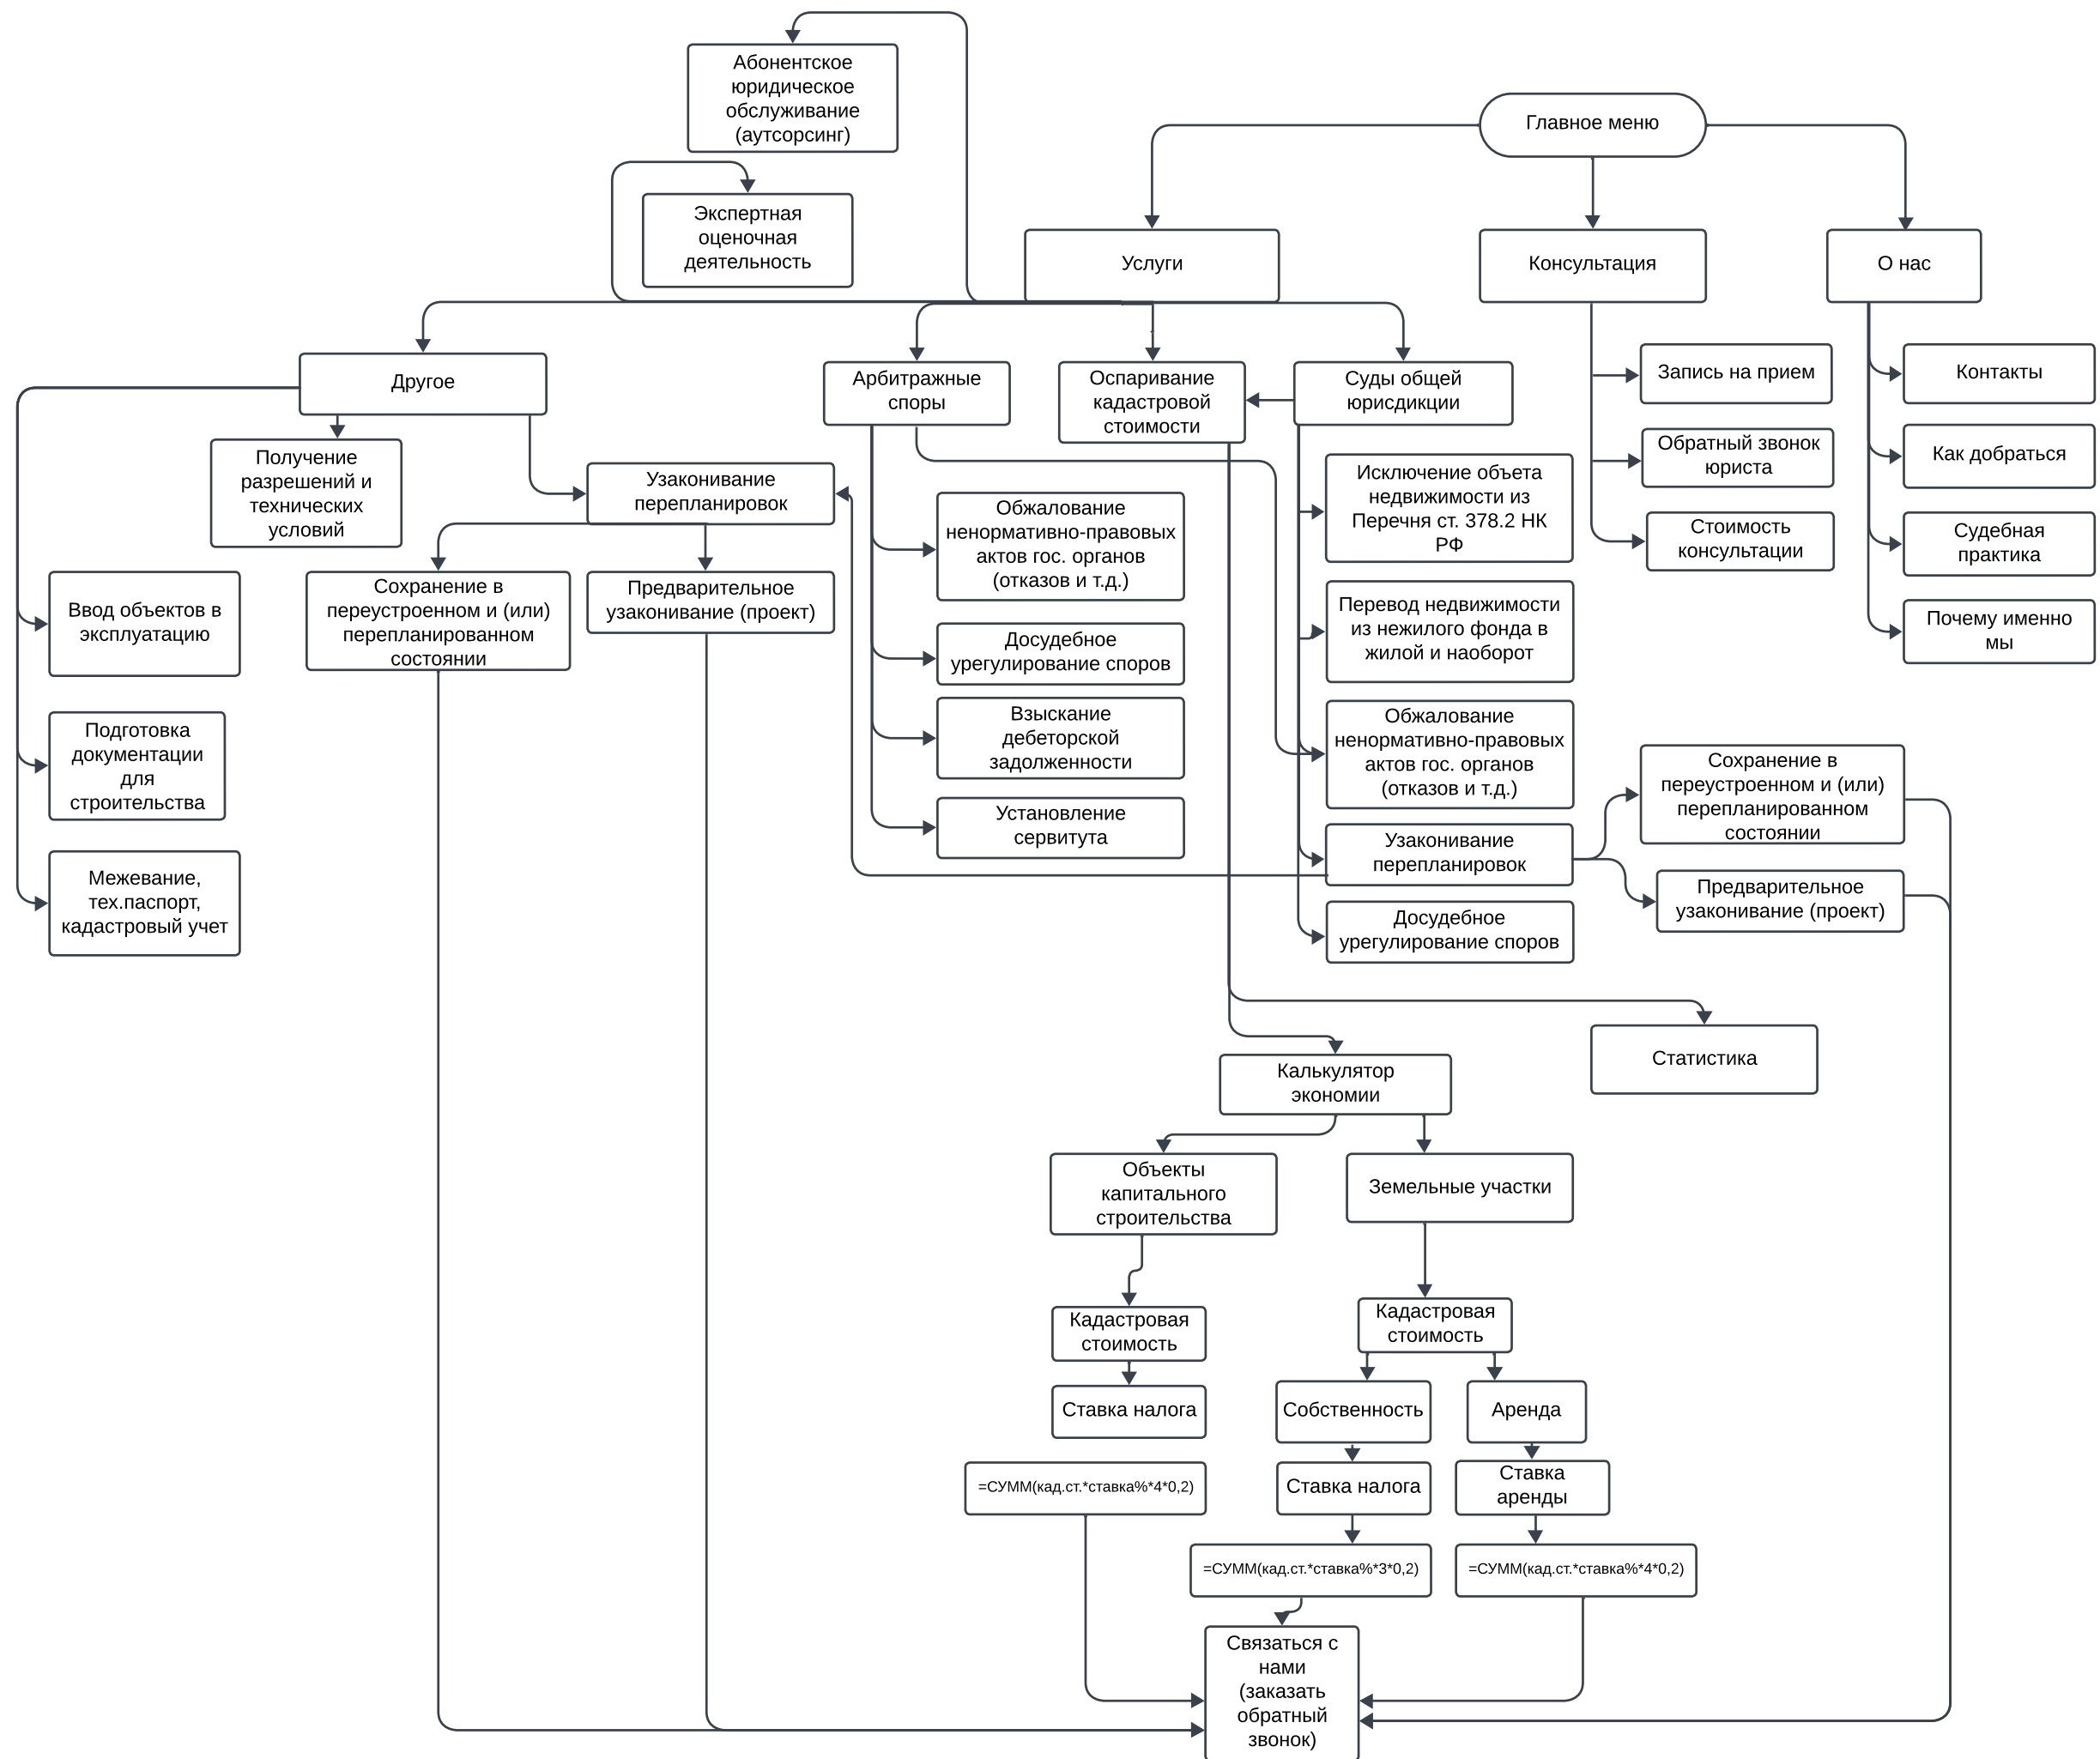 Абонентское
юридическое
обслуживание
(аутсорсинг)
Главное меню
Экспертная
оценочная
деятельность
Услуги
Консультация
О нас
Другое
Арбитражные
споры
Оспаривание
кадастровой
стоимости
Суды общей
юрисдикции
Запись на прием
Контакты
Получение
разрешений и
технических
условий
Узаконивание
перепланировок
Обратный звонок
юриста
Как добраться
Исключение объета
недвижимости из
Перечня ст. 378.2 НК
РФ
Обжалование
ненормативно-правовых
актов гос. органов
(отказов и т.д.)
Стоимость
консультации
Судебная
практика
Ввод объектов в
эксплуатацию
Сохранение в
переустроенном и (или)
перепланированном
состоянии
Предварительное
узаконивание (проект)
Досудебное
урегулирование споров
Перевод недвижимости
из нежилого фонда в
жилой и наоборот
Почему именно
мы
Подготовка
документации
для
строительства
Взыскание
дебеторской
задолженности
Обжалование
ненормативно-правовых
актов гос. органов
(отказов и т.д.)
Сохранение в
переустроенном и (или)
перепланированном
состоянии
Установление
сервитута
Узаконивание
перепланировок
Межевание,
тех.паспорт,
кадастровый учет
Предварительное
узаконивание (проект)
Досудебное
урегулирование споров
Статистика
Калькулятор
экономии
Объекты
капитального
строительства
Земельные участки
Кадастровая
стоимость
Кадастровая
стоимость
Ставка налога
Собственность
Аренда
=СУММ(кад.ст.*ставка%*4*0,2)
Ставка налога
Ставка
аренды
=СУММ(кад.ст.*ставка%*3*0,2)
=СУММ(кад.ст.*ставка%*4*0,2)
Связаться с
нами
(заказать
обратный
звонок)